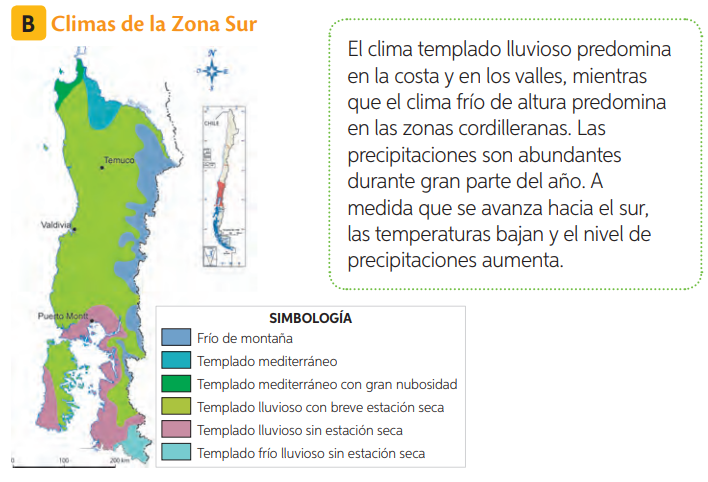 B Climas de la Zona Sur
El clima templado lluvioso predomina
en la costa y en los valles, mientras
que el clima frío de altura predomina
en las zonas cordilleranas. Las
precipitaciones son abundantes
durante gran parte del año. A
medida que se avanza hacia el sur,
las temperaturas bajan y el nivel de
precipitaciones aumenta.
N
CHILE
Temuco
Valdivia
Puerto Montt
SIMBOLOGÍA
Frío de montaña
Templado mediterráneo
Templado mediterráneo con gran nubosidad
Templado lluvioso con breve estación seca
Templado lluvioso sin estación seca
Templado frío lluvioso sin estación seca
0 100 200 km